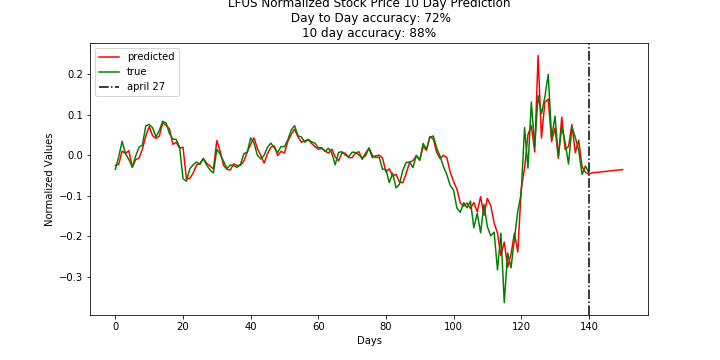 LFUS Normalized Stock Price 10 Day Prediction
Day to Day accuracy: 72%
10 day accuracy: 88%
predicted
true
april 27
Normalized Values
0.2
0.1
0.0
−0.1
−0.2
−0.3
0
20
40
60
80
100
120
140
Days